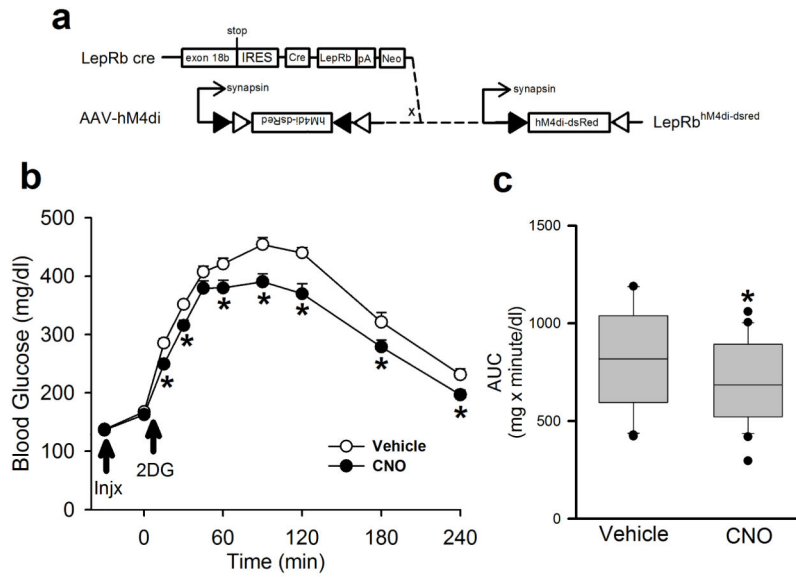 a
stop
LepRb cre
exon 18b
IRES
Cre
LepRb
pA
Neo
synapsin
AAV-hM4di
hM4di-dsRed
x
synapsin
hM4di-dsRed
LepRb^hM4di-dsred
b
Blood Glucose (mg/dl)
500
400
300
200
100
0
* * * * * * *
Injx
2DG
Vehicle
CNO
0 60 120 180 240
Time (min)
c
AUC
(mg x minute/dl)
1500
1000
500
0
*
Vehicle CNO